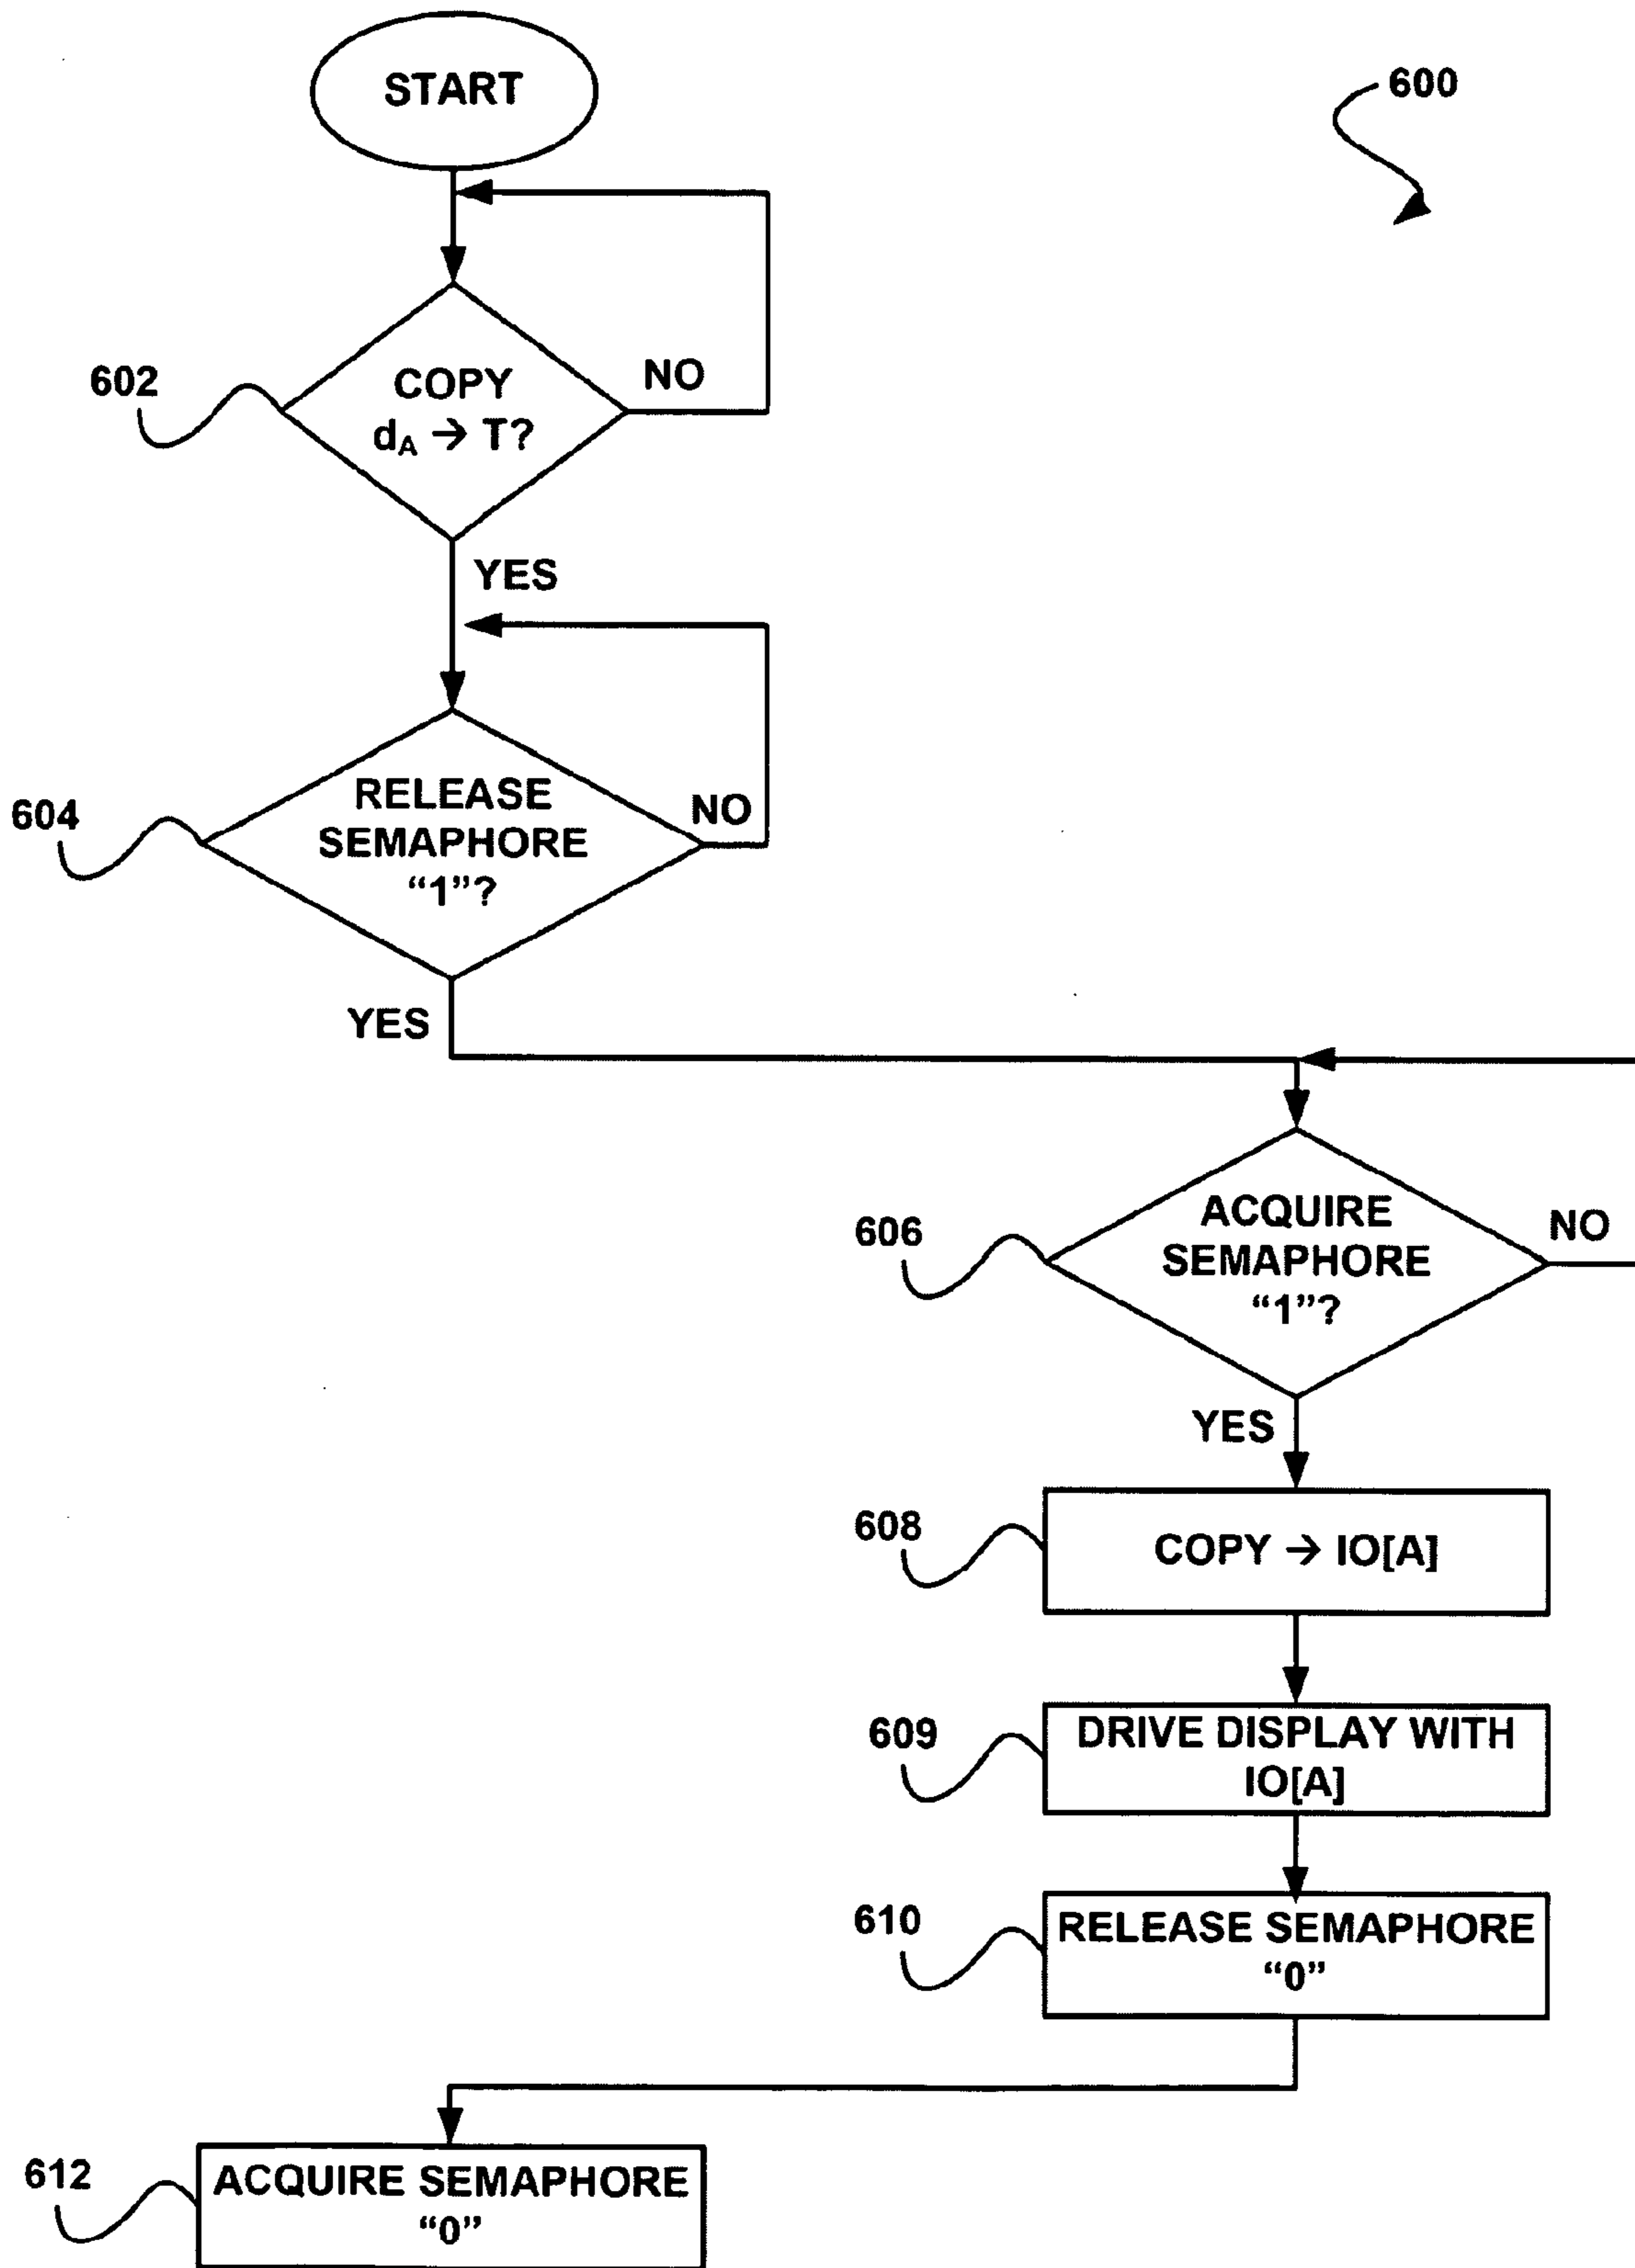 START
600
602
COPY
dA → T?
NO
YES
604
RELEASE
SEMAPHORE
“1”?
NO
YES
606
ACQUIRE
SEMAPHORE
“1”?
NO
YES
608
COPY → IO[A]
609
DRIVE DISPLAY WITH
IO[A]
610
RELEASE SEMAPHORE
“0”
612
ACQUIRE SEMAPHORE
“0”